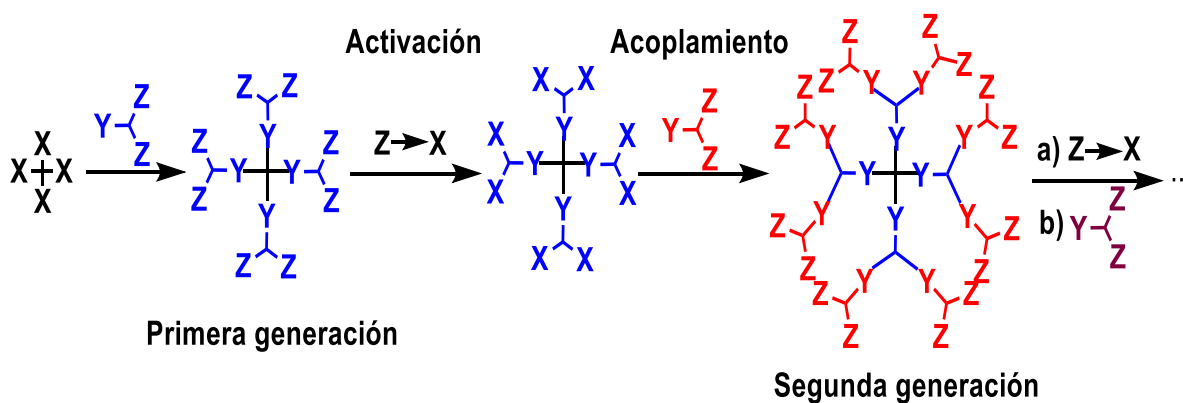 Activación
Acoplamiento
X
X X
X
Z
Y
Z
Z Z
Z Y Z
Y Y
Z Z
Y
Z Z
Primera generación
Z→X
X X
X Y X
Y Y
X X
Y
X X
Z
Y
Z
Z Z
Z Y Y Z
Z Z
Z Y Y Z
Y
Y Y
Z Y Y Y Z
Z Z
Z Y Y Z
Z Z
Segunda generación
a) Z→X
Z
b) Y
Z
..